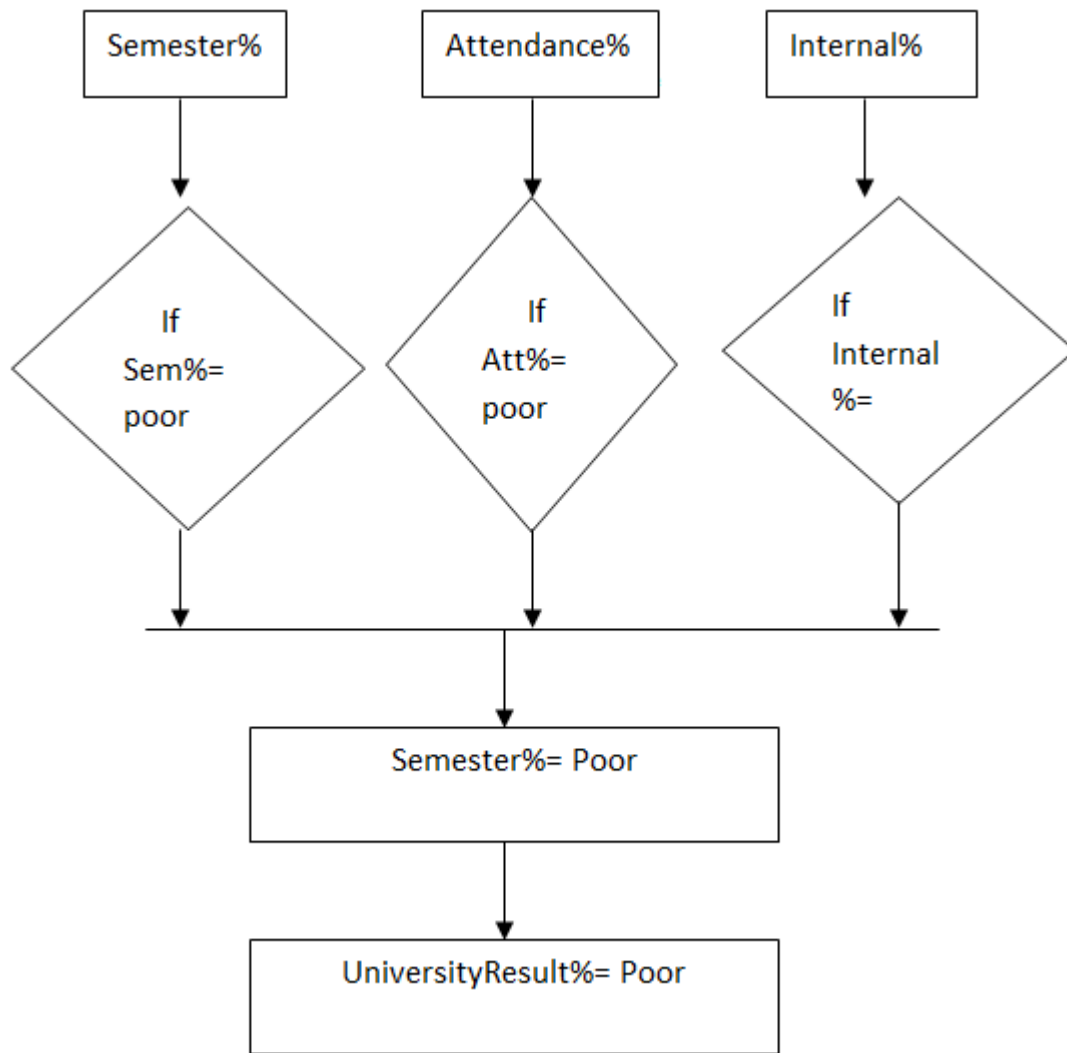 Semester%
Attendance%
Internal%
If
Sem%=
poor
If
Att%=
poor
If
Internal
%=
Semester%= Poor
UniversityResult%= Poor